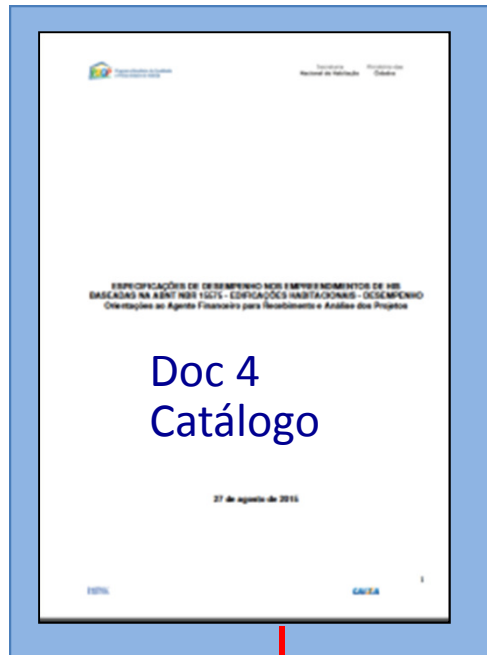 Secretaria Ministério das
Nacional de Habitação Cidades
ESPECIFICAÇÕES DE DESEMPENHO NOS EMPREENDIMENTOS DE HIS
BASEADAS NA ABNT NBR 15575 - EDIFICAÇÕES HABITACIONAIS - DESEMPENHO
Orientações ao Agente Financeiro para Recebimento e Análise dos Projetos
Doc 4
Catálogo
27 de agosto de 2015
1
CAIXA